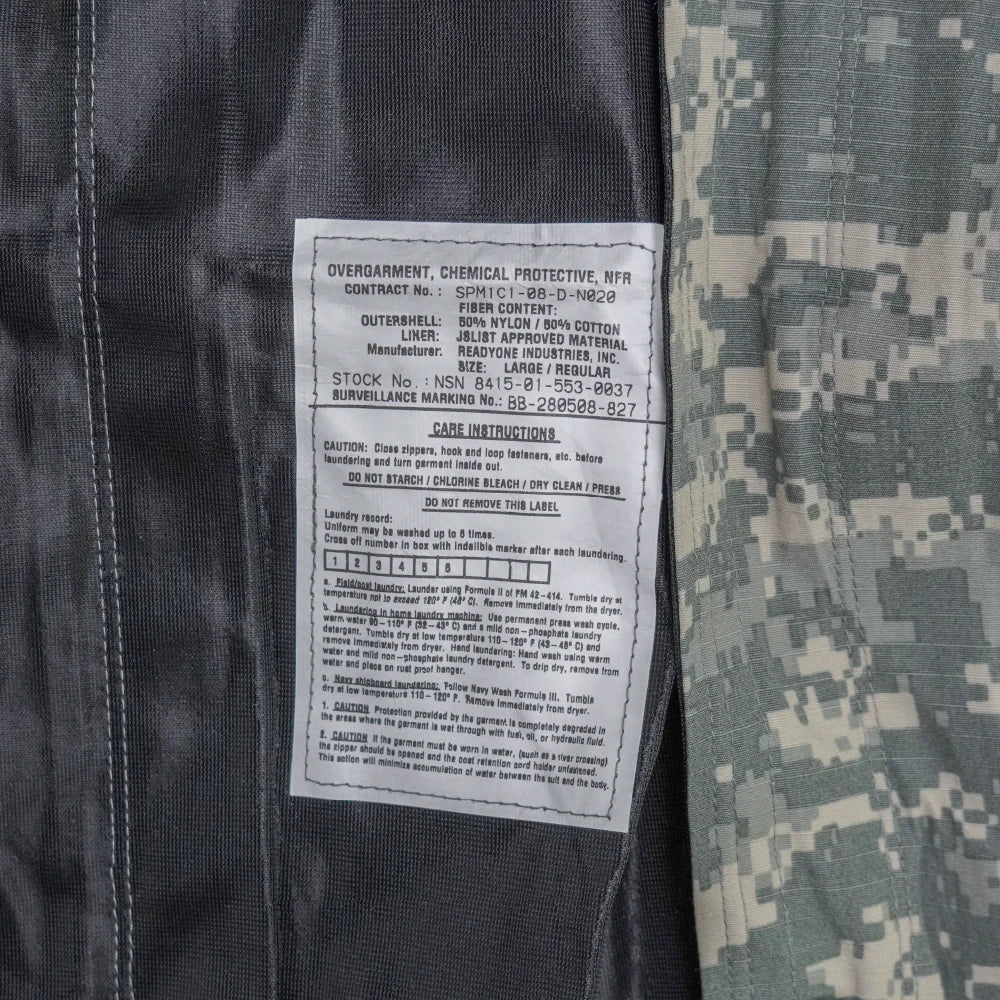 OVERGARMENT, CHEMICAL PROTECTIVE, NFR
CONTRACT No.: SPM1C1-08-D-N020
FIBER CONTENT:
OUTERSHELL: 50% NYLON / 50% COTTON
LINER: JSLIST APPROVED MATERIAL
Manufacturer: READYONE INDUSTRIES, INC.
SIZE: LARGE / REGULAR
STOCK No.: NSN 8415-01-553-0037
SURVEILLANCE MARKING No.: BB-280508-827
CARE INSTRUCTIONS
CAUTION: Close zippers, hook and loop fasteners, etc. before
laundering and turn garment inside out.
DO NOT STARCH / CHLORINE BLEACH / DRY CLEAN / PRESS
DO NOT REMOVE THIS LABEL
Laundry record:
Uniform may be washed up to 6 times.
Cross off number in box with indelible marker after each laundering.
1 2 3 4 5 6
a. Field/post laundry: Launder using Formula II of FM 42-414. Tumble dry at
temperature not to exceed 120° F (48° C). Remove immediately from the dryer.
b. Laundering in home laundry machine: Use permanent press wash cycle,
warm water 90-110° F (32-43° C) and a mild non-phosphate laundry
detergent. Tumble dry at low temperature 110-120° F (43-48° C) and
remove immediately from dryer. Hand laundering: Hand wash using warm
water and mild non-phosphate laundry detergent. To drip dry, remove from
water and place on rust proof hanger.
c. Navy shipboard laundering: Follow Navy Wash Formula III. Tumble
dry at low temperature 110-120° F. Remove immediately from dryer.
1. CAUTION Protection provided by the garment is completely degraded in
the areas where the garment is wet through with fuel, oil, or hydraulic fluid.
2. CAUTION If the garment must be worn in water, (such as a river crossing)
the zipper should be opened and the coat retention cord holder unfastened.
This action will minimize accumulation of water between the suit and the body.